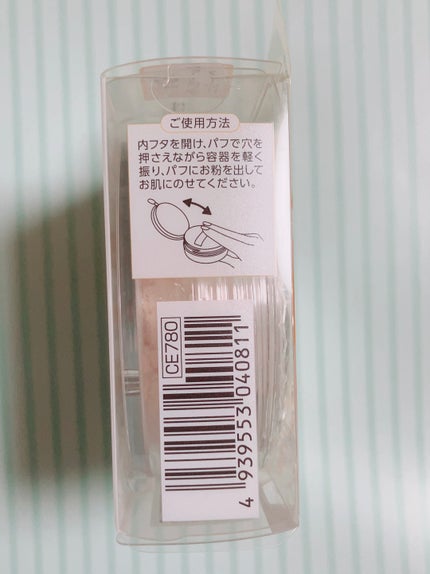 ご使用方法
内フタを開け、パフで穴を
押さえながら容器を軽く
振り、パフにお粉を出して
お肌にのせてください。
CE780
4 939553 040811